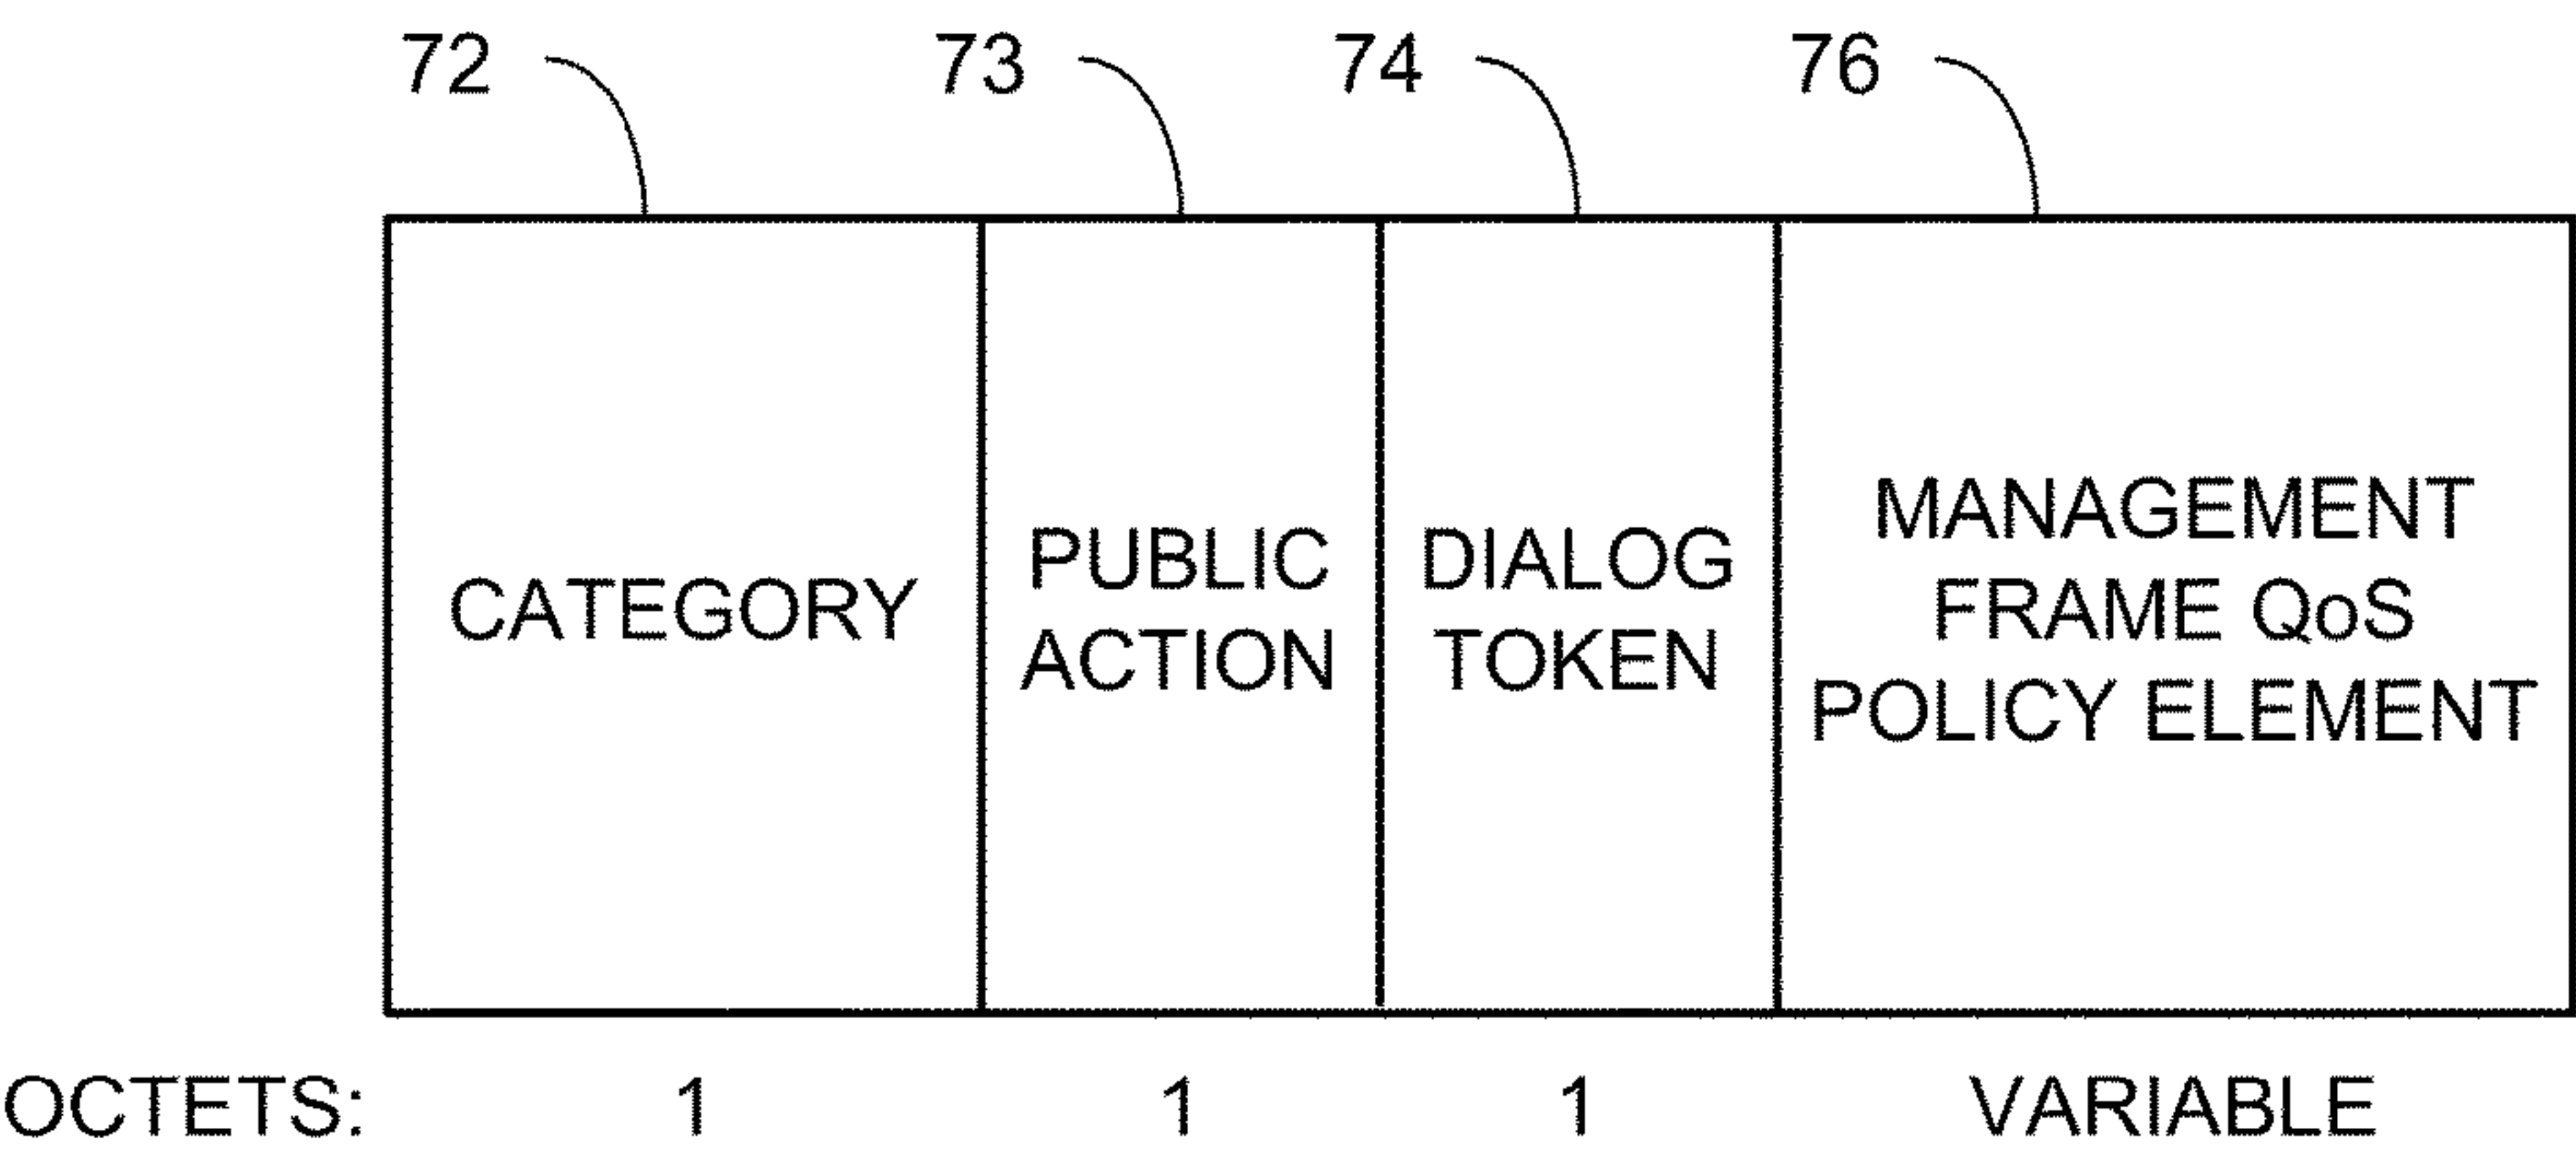 72 73 74 76
CATEGORY
PUBLIC
ACTION
DIALOG
TOKEN
MANAGEMENT
FRAME QoS
POLICY ELEMENT
OCTETS: 1 1 1 VARIABLE